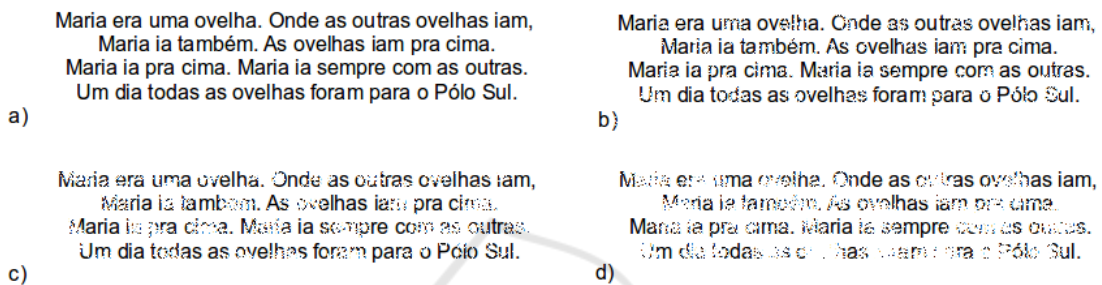 Maria era uma ovelha. Onde as outras ovelhas iam,
Maria ia também. As ovelhas iam pra cima.
Maria ia pra cima. Maria ia sempre com as outras.
Um dia todas as ovelhas foram para o Pólo Sul.
a)
Maria era uma ovelha. Onde as outras ovelhas iam,
Maria ia também. As ovelhas iam pra cima.
Maria ia pra cima. Maria ia sempre com as outras.
Um dia todas as ovelhas foram para o Pólo Sul.
b)
Maria era uma ovelha. Onde as outras ovelhas iam,
Maria ia também. As ovelhas iam pra cima.
Maria ia pra cima. Maria ia sempre com as outras.
Um dia todas as ovelhas foram para o Pólo Sul.
c)
Maria era uma ovelha. Onde as outras ovelhas iam,
Maria ia também. As ovelhas iam pra cima.
Maria ia pra cima. Maria ia sempre com as outras.
Um dia todas as para o Pólo Sul.
d)